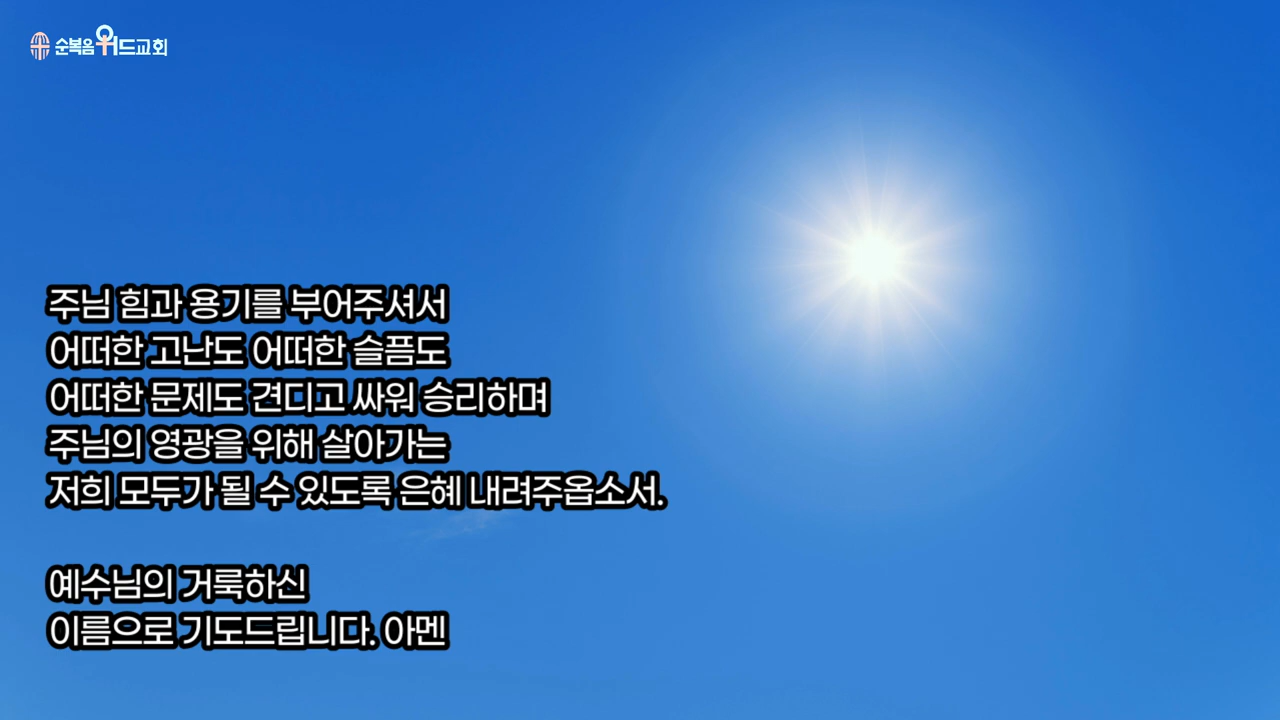 순복음위드교회
주님 힘과 용기를 부어주셔서
어떠한 고난도 어떠한 슬픔도
어떠한 문제도 견디고 싸워 승리하며
주님의 영광을 위해 살아가는
저희 모두가 될 수 있도록 은혜 내려주옵소서.
예수님의 거룩하신
이름으로 기도드립니다. 아멘